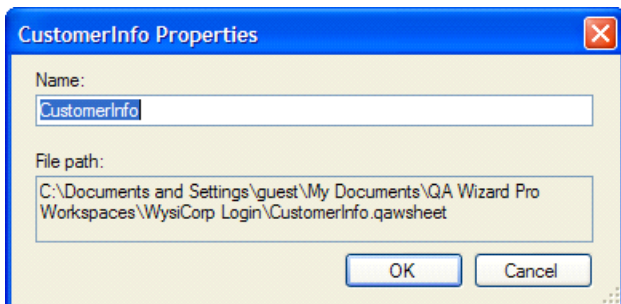 CustomerInfo Properties
Name:
CustomerInfo
File path:
C:\Documents and Settings\guest\My Documents\QA Wizard Pro
Workspaces\WysiCorp Login\CustomerInfo.qawsheet
OK Cancel